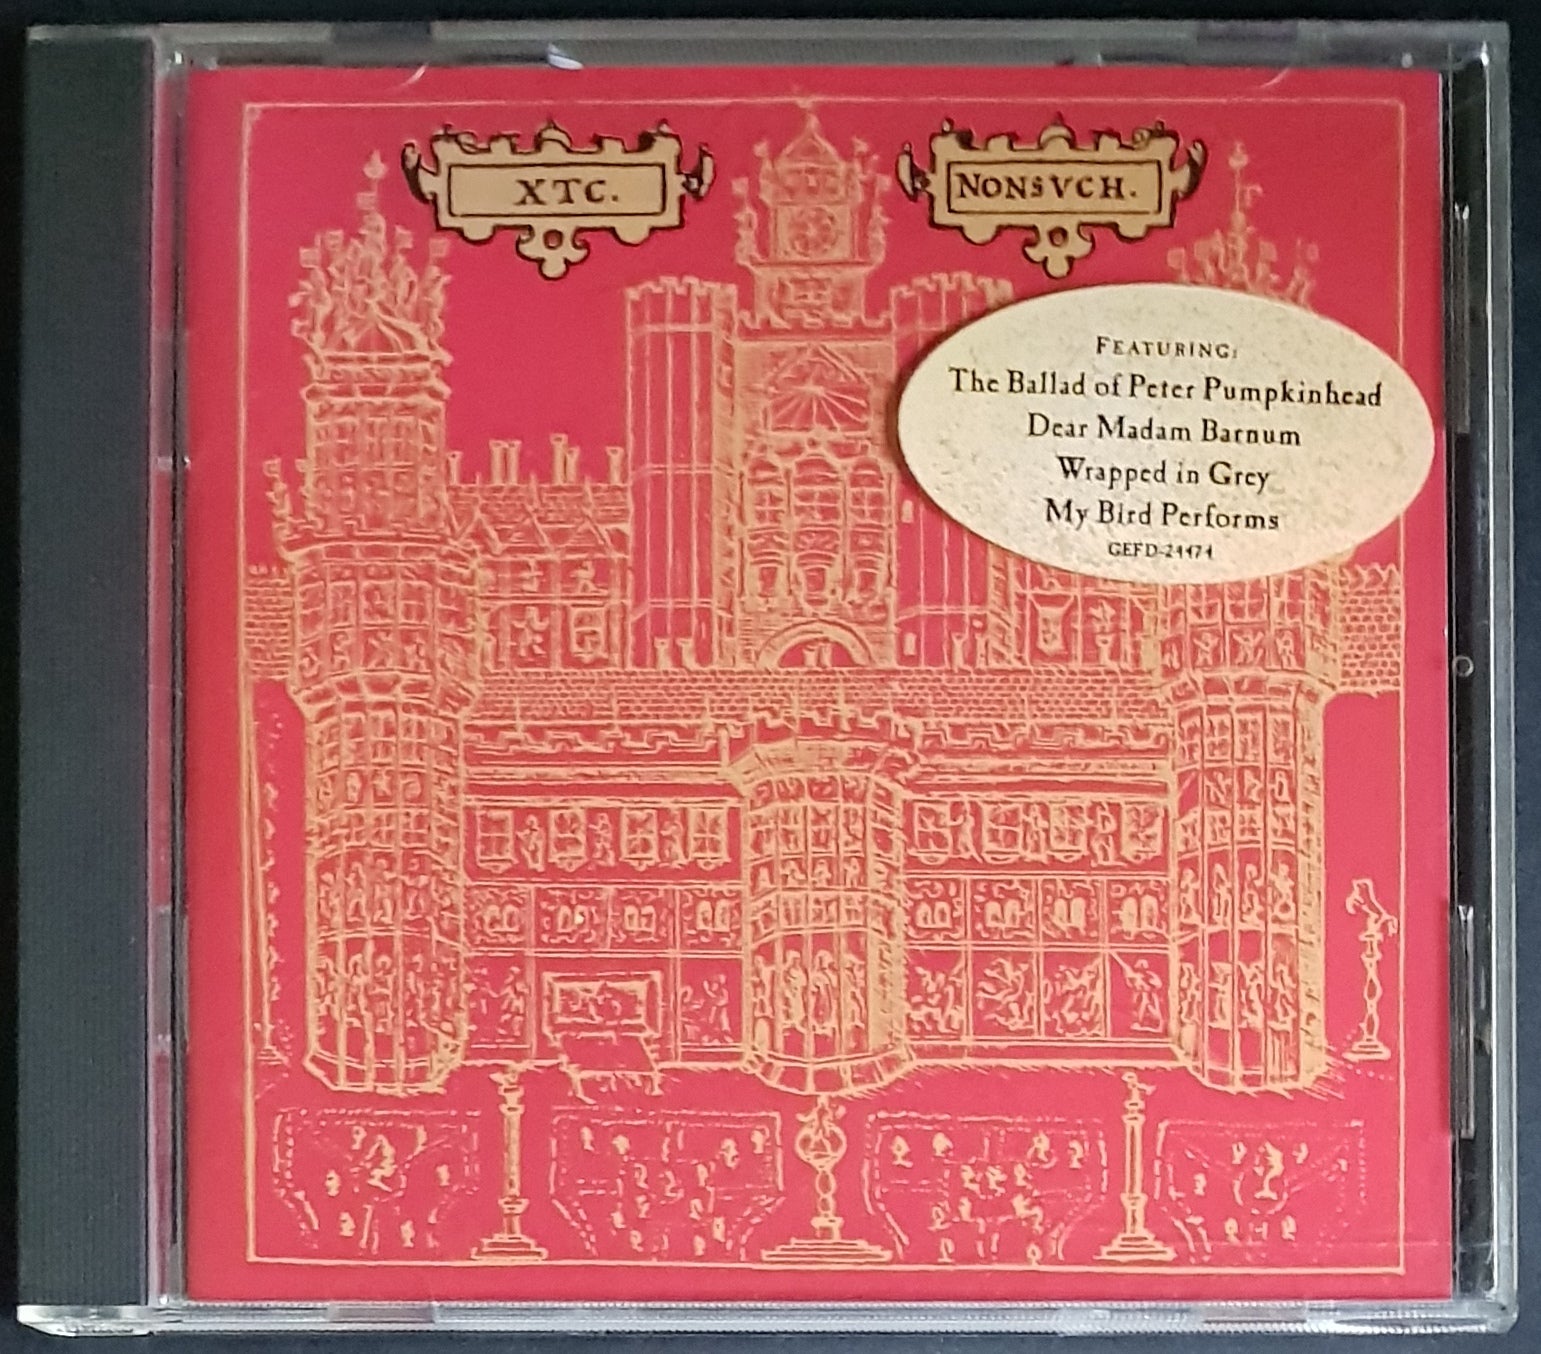 XTC.
NONSVCH.
FEATURING:
The Ballad of Peter Pumpkinhead
Dear Madam Barnum
Wrapped in Grey
My Bird Performs
GEFD-24474